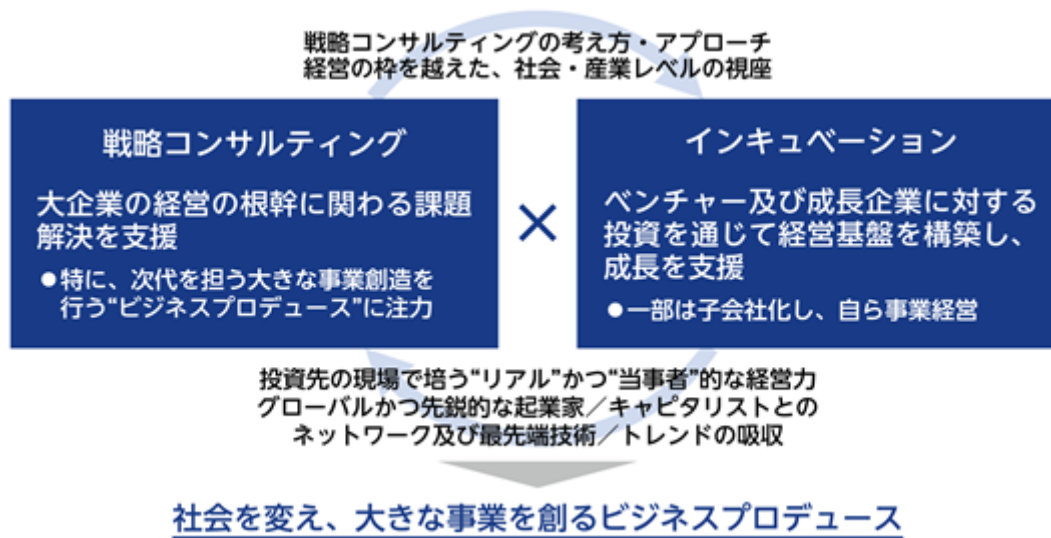 戦略コンサルティングの考え方・アプローチ
経営の枠を越えた、社会・産業レベルの視座
戦略コンサルティング
大企業の経営の根幹に関わる課題
解決を支援
●特に、次代を担う大きな事業創造を
行う“ビジネスプロデュース”に注力
×
インキュベーション
ベンチャー及び成長企業に対する
投資を通じて経営基盤を構築し、
成長を支援
●一部は子会社化し、自ら事業経営
投資先の現場で培う“リアル”かつ“当事者”的な経営力
グローバルかつ先鋭的な起業家／キャピタリストとの
ネットワーク及び最先端技術／トレンドの吸収
社会を変え、大きな事業を創るビジネスプロデュース